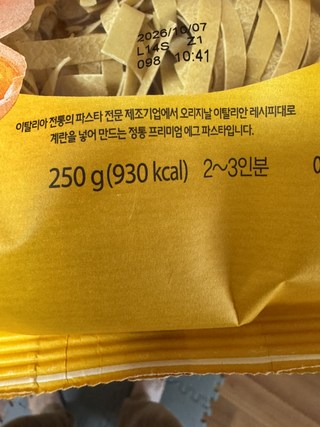 2026/10/07
L14S Z1
098 10:41
이탈리아 전통의 파스타 전문 제조기업에서 오리지날 이탈리안 레시피대로
계란을 넣어 만드는 정통 프리미엄 에그 파스타입니다.
250 g(930 kcal) 2~3인분